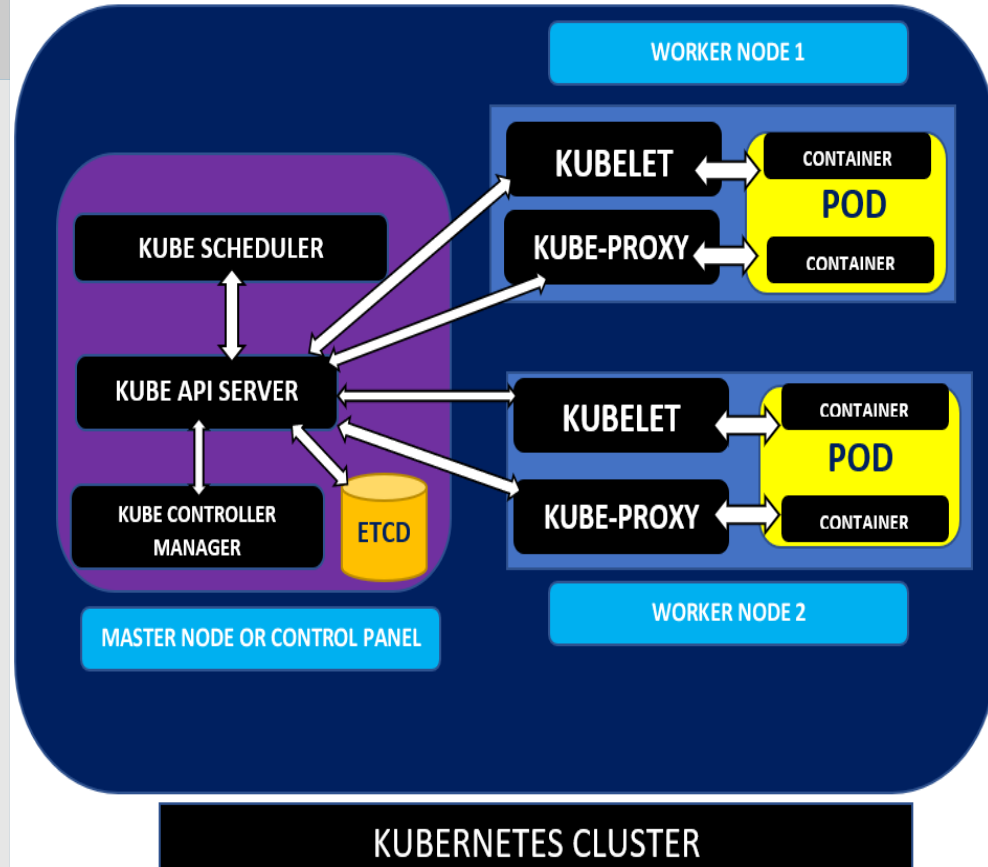 WORKER NODE 1
KUBELET
CONTAINER
POD
KUBE-PROXY
CONTAINER
KUBE SCHEDULER
KUBE API SERVER
KUBE CONTROLLER
MANAGER
ETCD
MASTER NODE OR CONTROL PANEL
KUBELET
CONTAINER
POD
KUBE-PROXY
CONTAINER
WORKER NODE 2
KUBERNETES CLUSTER